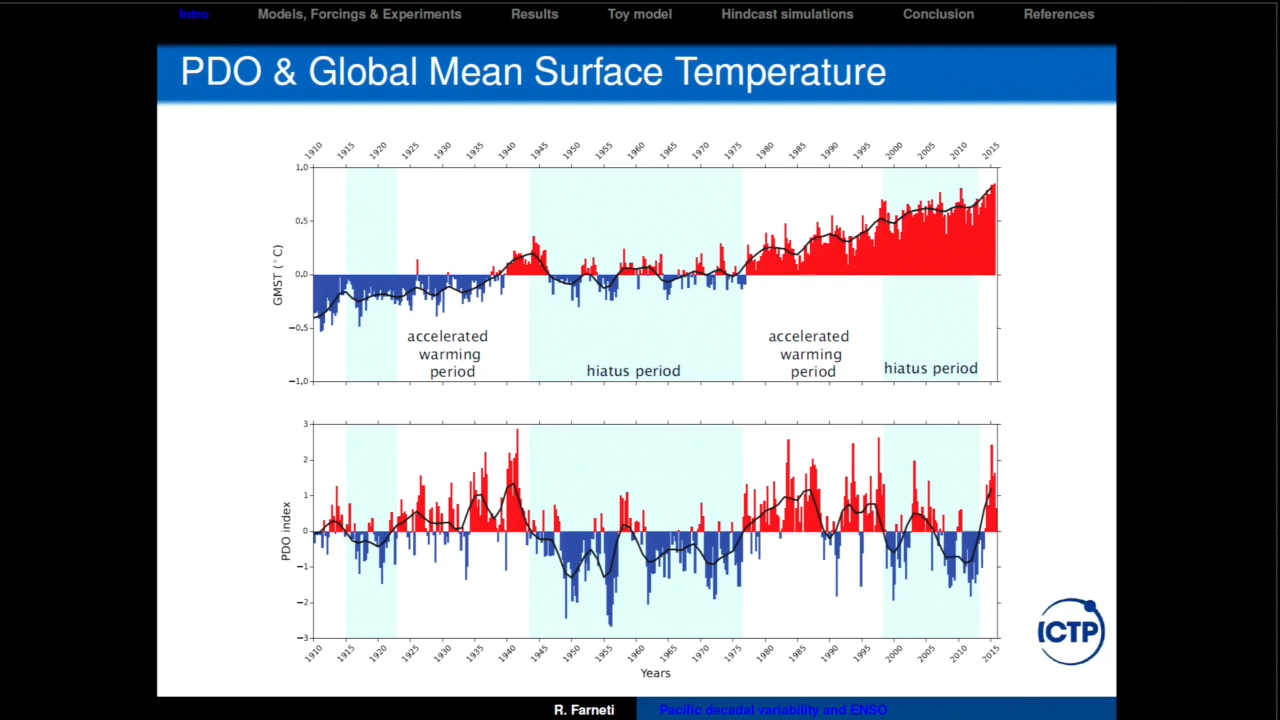 Intro Models, Forcings & Experiments Results Toy model Hindcast simulations Conclusion References
PDO & Global Mean Surface Temperature
1910 1915 1920 1925 1930 1935 1940 1945 1950 1955 1960 1965 1970 1975 1980 1985 1990 1995 2000 2005 2010 2015
1.0
0.5
0.0
−0.5
−1.0
GMST (°C)
accelerated
warming
period
hiatus period
accelerated
warming
period
hiatus period
3
2
1
0
−1
−2
−3
PDO index
1910 1915 1920 1925 1930 1935 1940 1945 1950 1955 1960 1965 1970 1975 1980 1985 1990 1995 2000 2005 2010 2015
Years
ICTP
R. Farneti Pacific decadal variability and ENSO